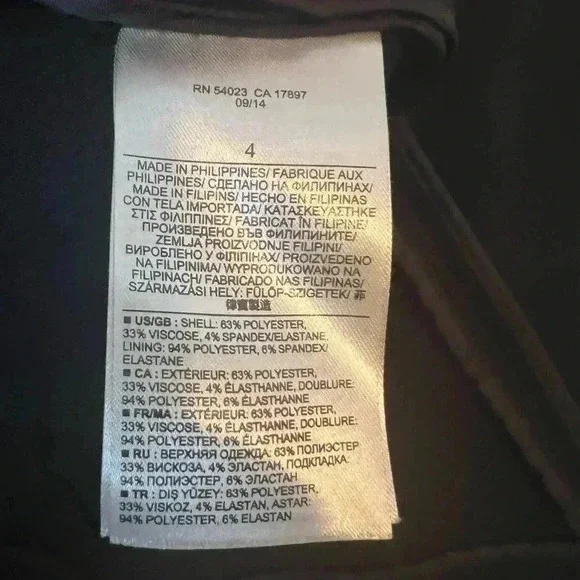 RN 54023 CA 17897
09/14
4
MADE IN PHILIPPINES/ FABRIQUE AUX
PHILIPPINES/ СДЕЛАНО НА ФИЛИПИНАХ/
MADE IN FILIPINS/ HECHO EN FILIPINAS
CON TELA IMPORTADA/ ΚΑΤΑΣΚΕΥΑΣΤΗΚΕ
ΣΤΙΣ ΦΙΛΙΠΠΙΝΕΣ/ FABRICAT ÎN FILIPINE/
ПРОИЗВЕДЕНО ВЪВ ФИЛИПИНИТЕ/
ZEMLJA PROIZVODNJE FILIPINI/
ВИРОБЛЕНО У ФІЛІПІНАХ/ PROIZVEDENO
NA FILIPINIMA/ WYPRODUKOWANO NA
FILIPINACH/ FABRICADO NAS FILIPINAS/
SZÁRMAZÁSI HELY: FÜLÖP-SZIGETEK/ 菲
律賓製造
■ US/GB : SHELL: 63% POLYESTER,
33% VISCOSE, 4% SPANDEX/ELASTANE,
LINING: 94% POLYESTER, 6% SPANDEX/
ELASTANE
■ CA : EXTÉRIEUR: 63% POLYESTER,
33% VISCOSE, 4% ÉLASTHANNE, DOUBLURE:
94% POLYESTER, 6% ÉLASTHANNE
■ FR/MA : EXTÉRIEUR: 63% POLYESTER,
33% VISCOSE, 4% ÉLASTHANNE, DOUBLURE:
94% POLYESTER, 6% ÉLASTHANNE
■ RU : ВЕРХНЯЯ ОДЕЖДА: 63% ПОЛИЭСТЕР,
33% ВИСКОЗА, 4% ЭЛАСТАН, ПОДКЛАДКА:
94% ПОЛИЭСТЕР, 6% ЭЛАСТАН
■ TR : DIŞ YÜZEY: 63% POLYESTER,
33% VISKOZ, 4% ELASTAN, ASTAR:
94% POLYESTER, 6% ELASTAN